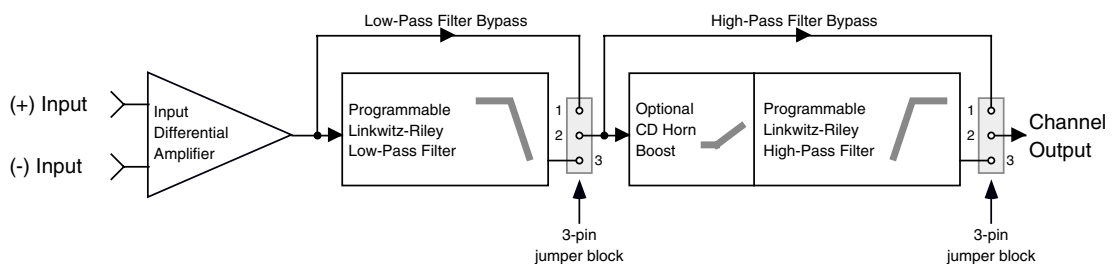 Low-Pass Filter Bypass
High-Pass Filter Bypass
(+) Input
(-) Input
Input
Differential
Amplifier
Programmable
Linkwitz-Riley
Low-Pass Filter
1
2
3
Optional
CD Horn
Boost
Programmable
Linkwitz-Riley
High-Pass Filter
1
2
3
Channel
Output
3-pin
jumper block
3-pin
jumper block